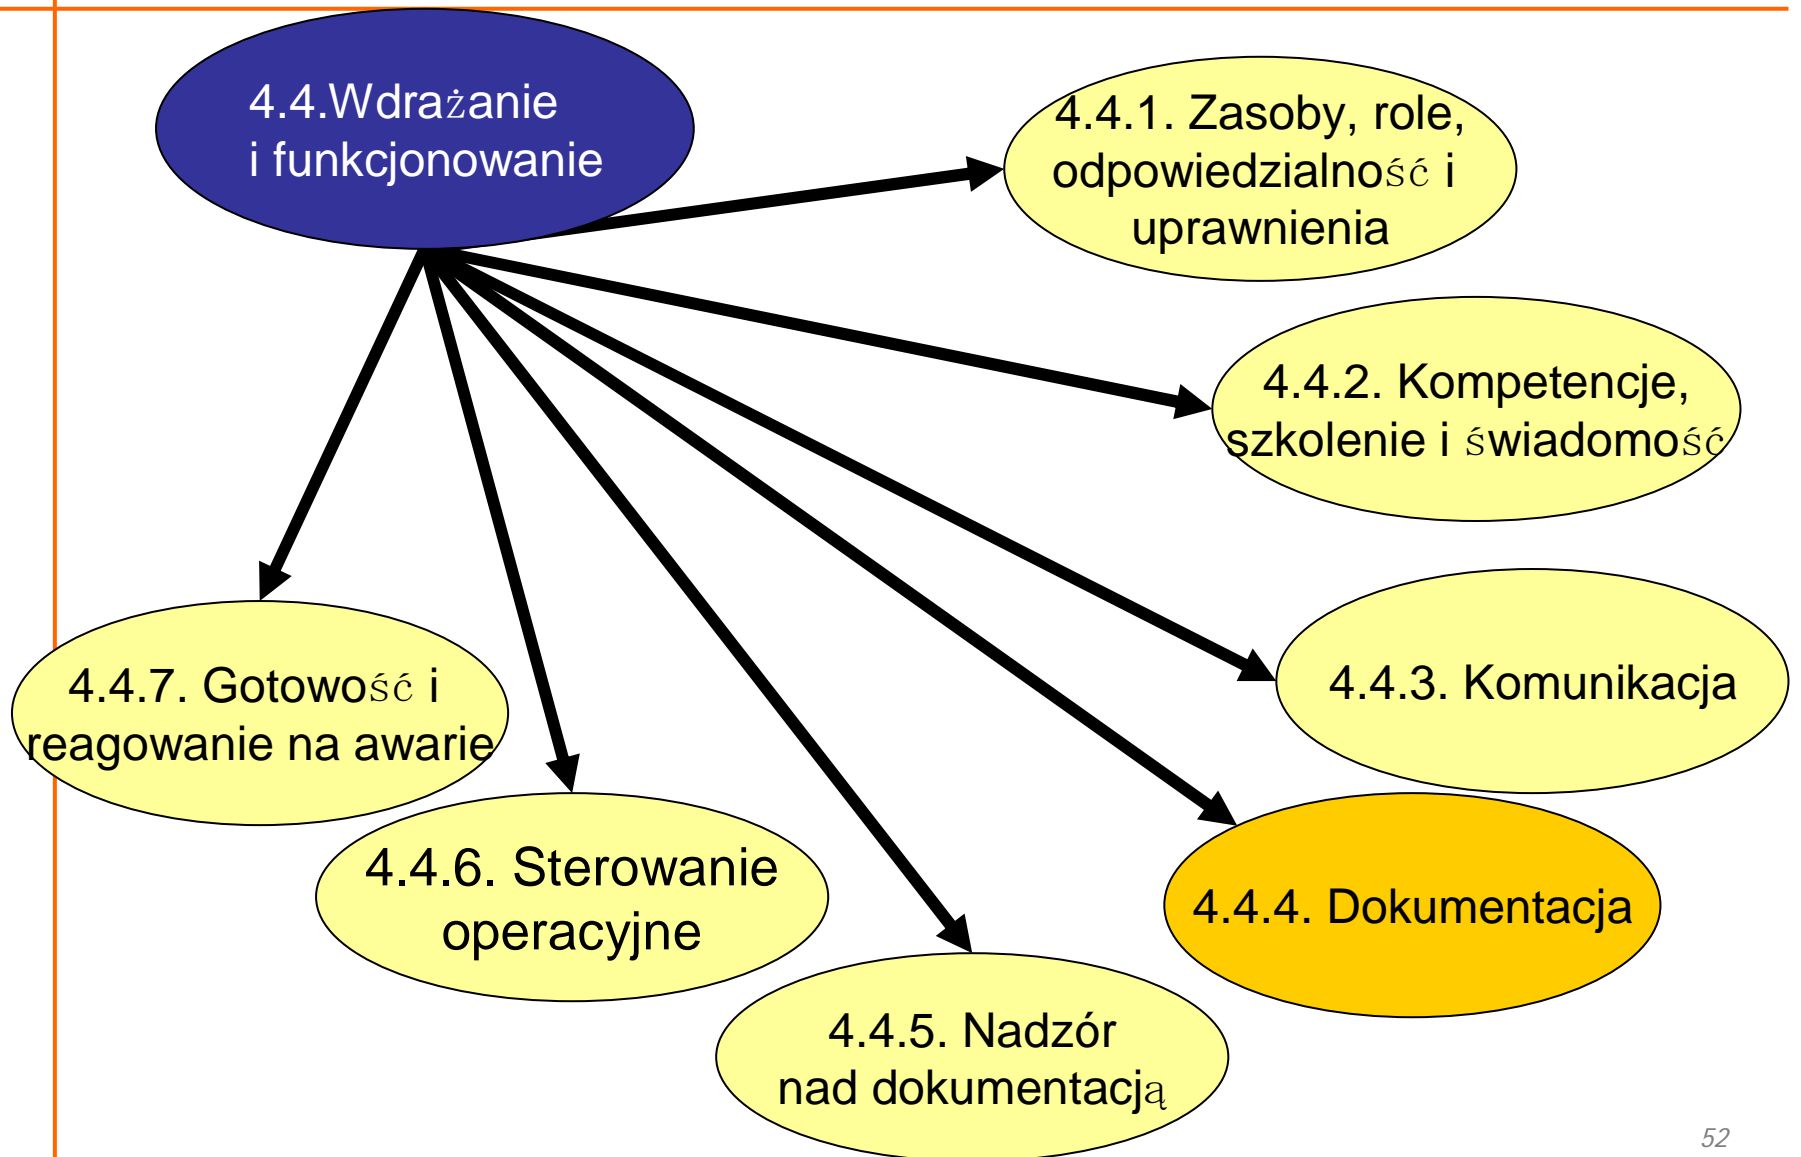 4.4.Wdrażanie
i funkcjonowanie
4.4.1. Zasoby, role,
odpowiedzialność i
uprawnienia
4.4.2. Kompetencje,
szkolenie i świadomość
4.4.3. Komunikacja
4.4.4. Dokumentacja
4.4.5. Nadzór
nad dokumentacją
4.4.6. Sterowanie
operacyjne
4.4.7. Gotowość i
reagowanie na awarie
52